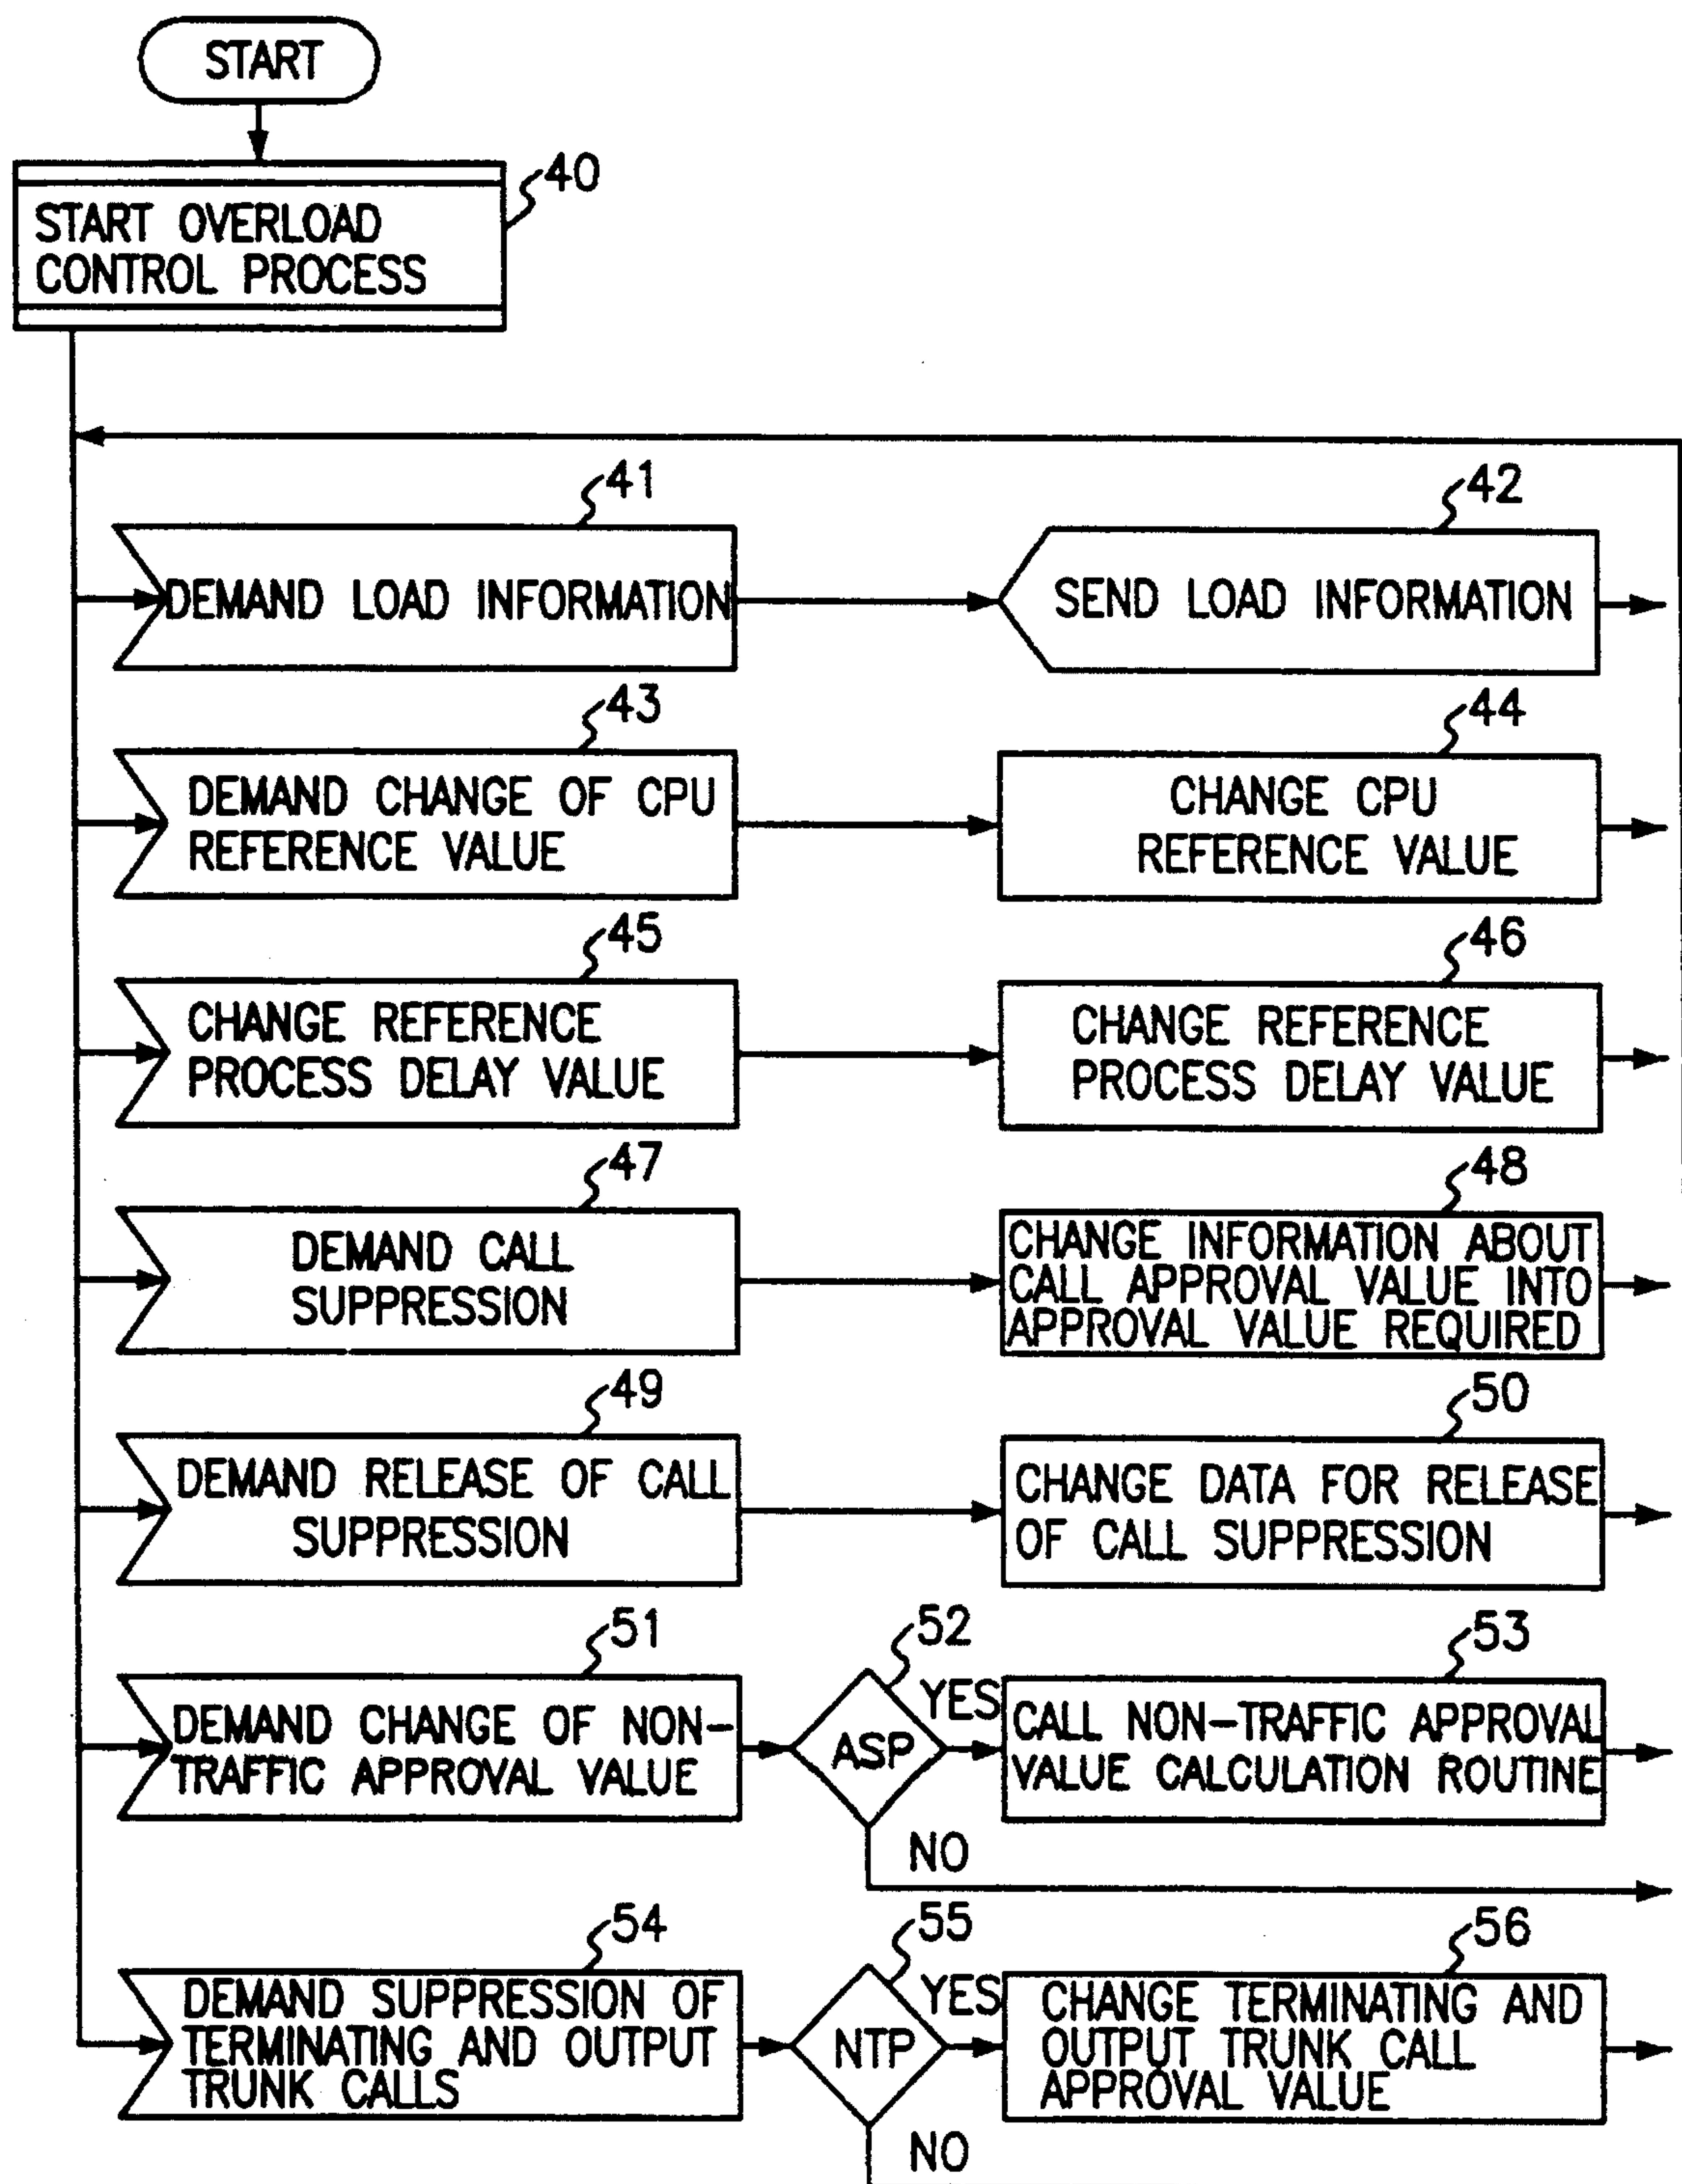 START
40
START OVERLOAD
CONTROL PROCESS
41
DEMAND LOAD INFORMATION
42
SEND LOAD INFORMATION
43
DEMAND CHANGE OF CPU
REFERENCE VALUE
44
CHANGE CPU
REFERENCE VALUE
45
CHANGE REFERENCE
PROCESS DELAY VALUE
46
CHANGE REFERENCE
PROCESS DELAY VALUE
47
DEMAND CALL
SUPPRESSION
48
CHANGE INFORMATION ABOUT
CALL APPROVAL VALUE INTO
APPROVAL VALUE REQUIRED
49
DEMAND RELEASE OF CALL
SUPPRESSION
50
CHANGE DATA FOR RELEASE
OF CALL SUPPRESSION
51
DEMAND CHANGE OF NON-
TRAFFIC APPROVAL VALUE
52
ASP
YES
NO
53
CALL NON-TRAFFIC APPROVAL
VALUE CALCULATION ROUTINE
54
DEMAND SUPPRESSION OF
TERMINATING AND OUTPUT
TRUNK CALLS
55
NTP
YES
NO
56
CHANGE TERMINATING AND
OUTPUT TRUNK CALL
APPROVAL VALUE